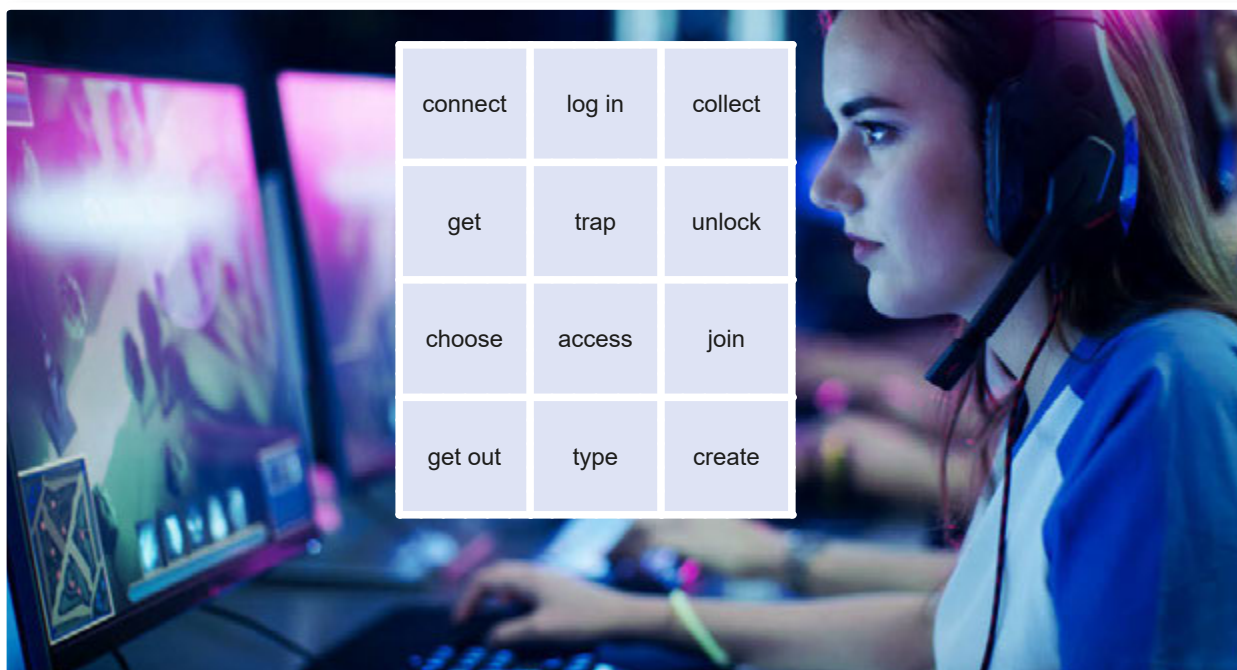 connect log in collect
get trap unlock
choose access join
get out type create